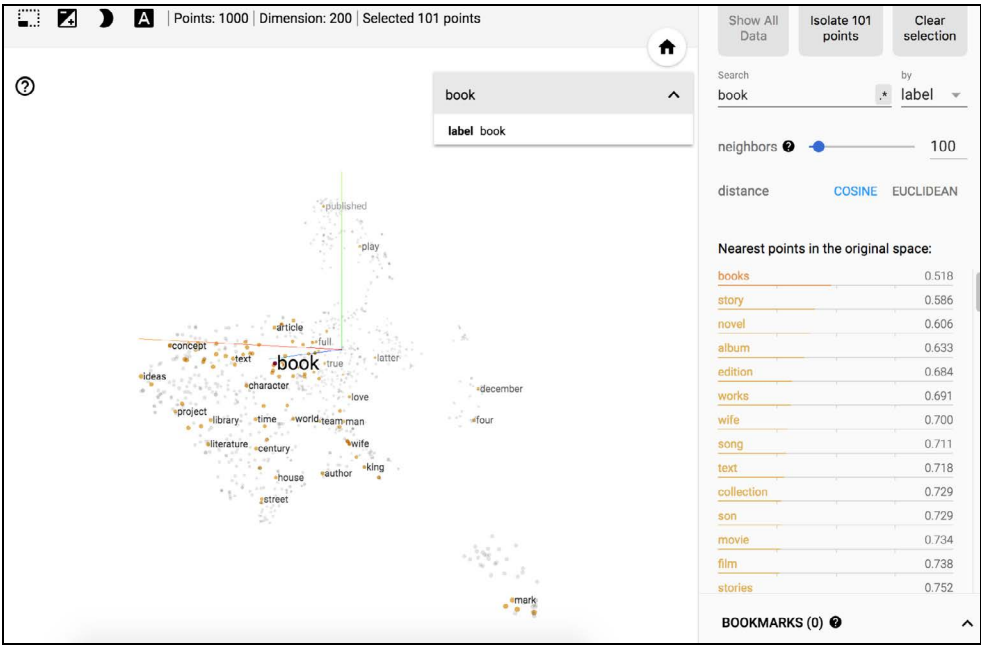 A
Points: 1000 | Dimension: 200 | Selected 101 points
Show All
Data
Isolate 101
points
Clear
selection
book
label book
Search
book
.*
by
label
neighbors
100
distance
COSINE
EUCLIDEAN
Nearest points in the original space:
books 0.518
story 0.586
novel 0.606
album 0.633
edition 0.684
works 0.691
wife 0.700
song 0.711
text 0.718
collection 0.729
son 0.729
movie 0.734
film 0.738
stories 0.752
BOOKMARKS (0)
published
play
article
full
concept
text
book
true
latter
ideas
character
love
december
project
library
time
world
team
man
four
literature
century
wife
king
house
author
street
mark